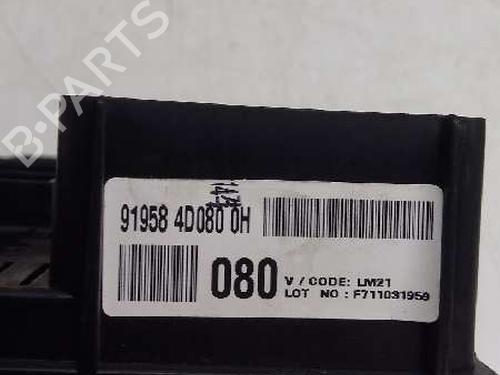 B-PARTS
91958 4D080 0H
080
V / CODE: LM21
LOT NO : F711031959